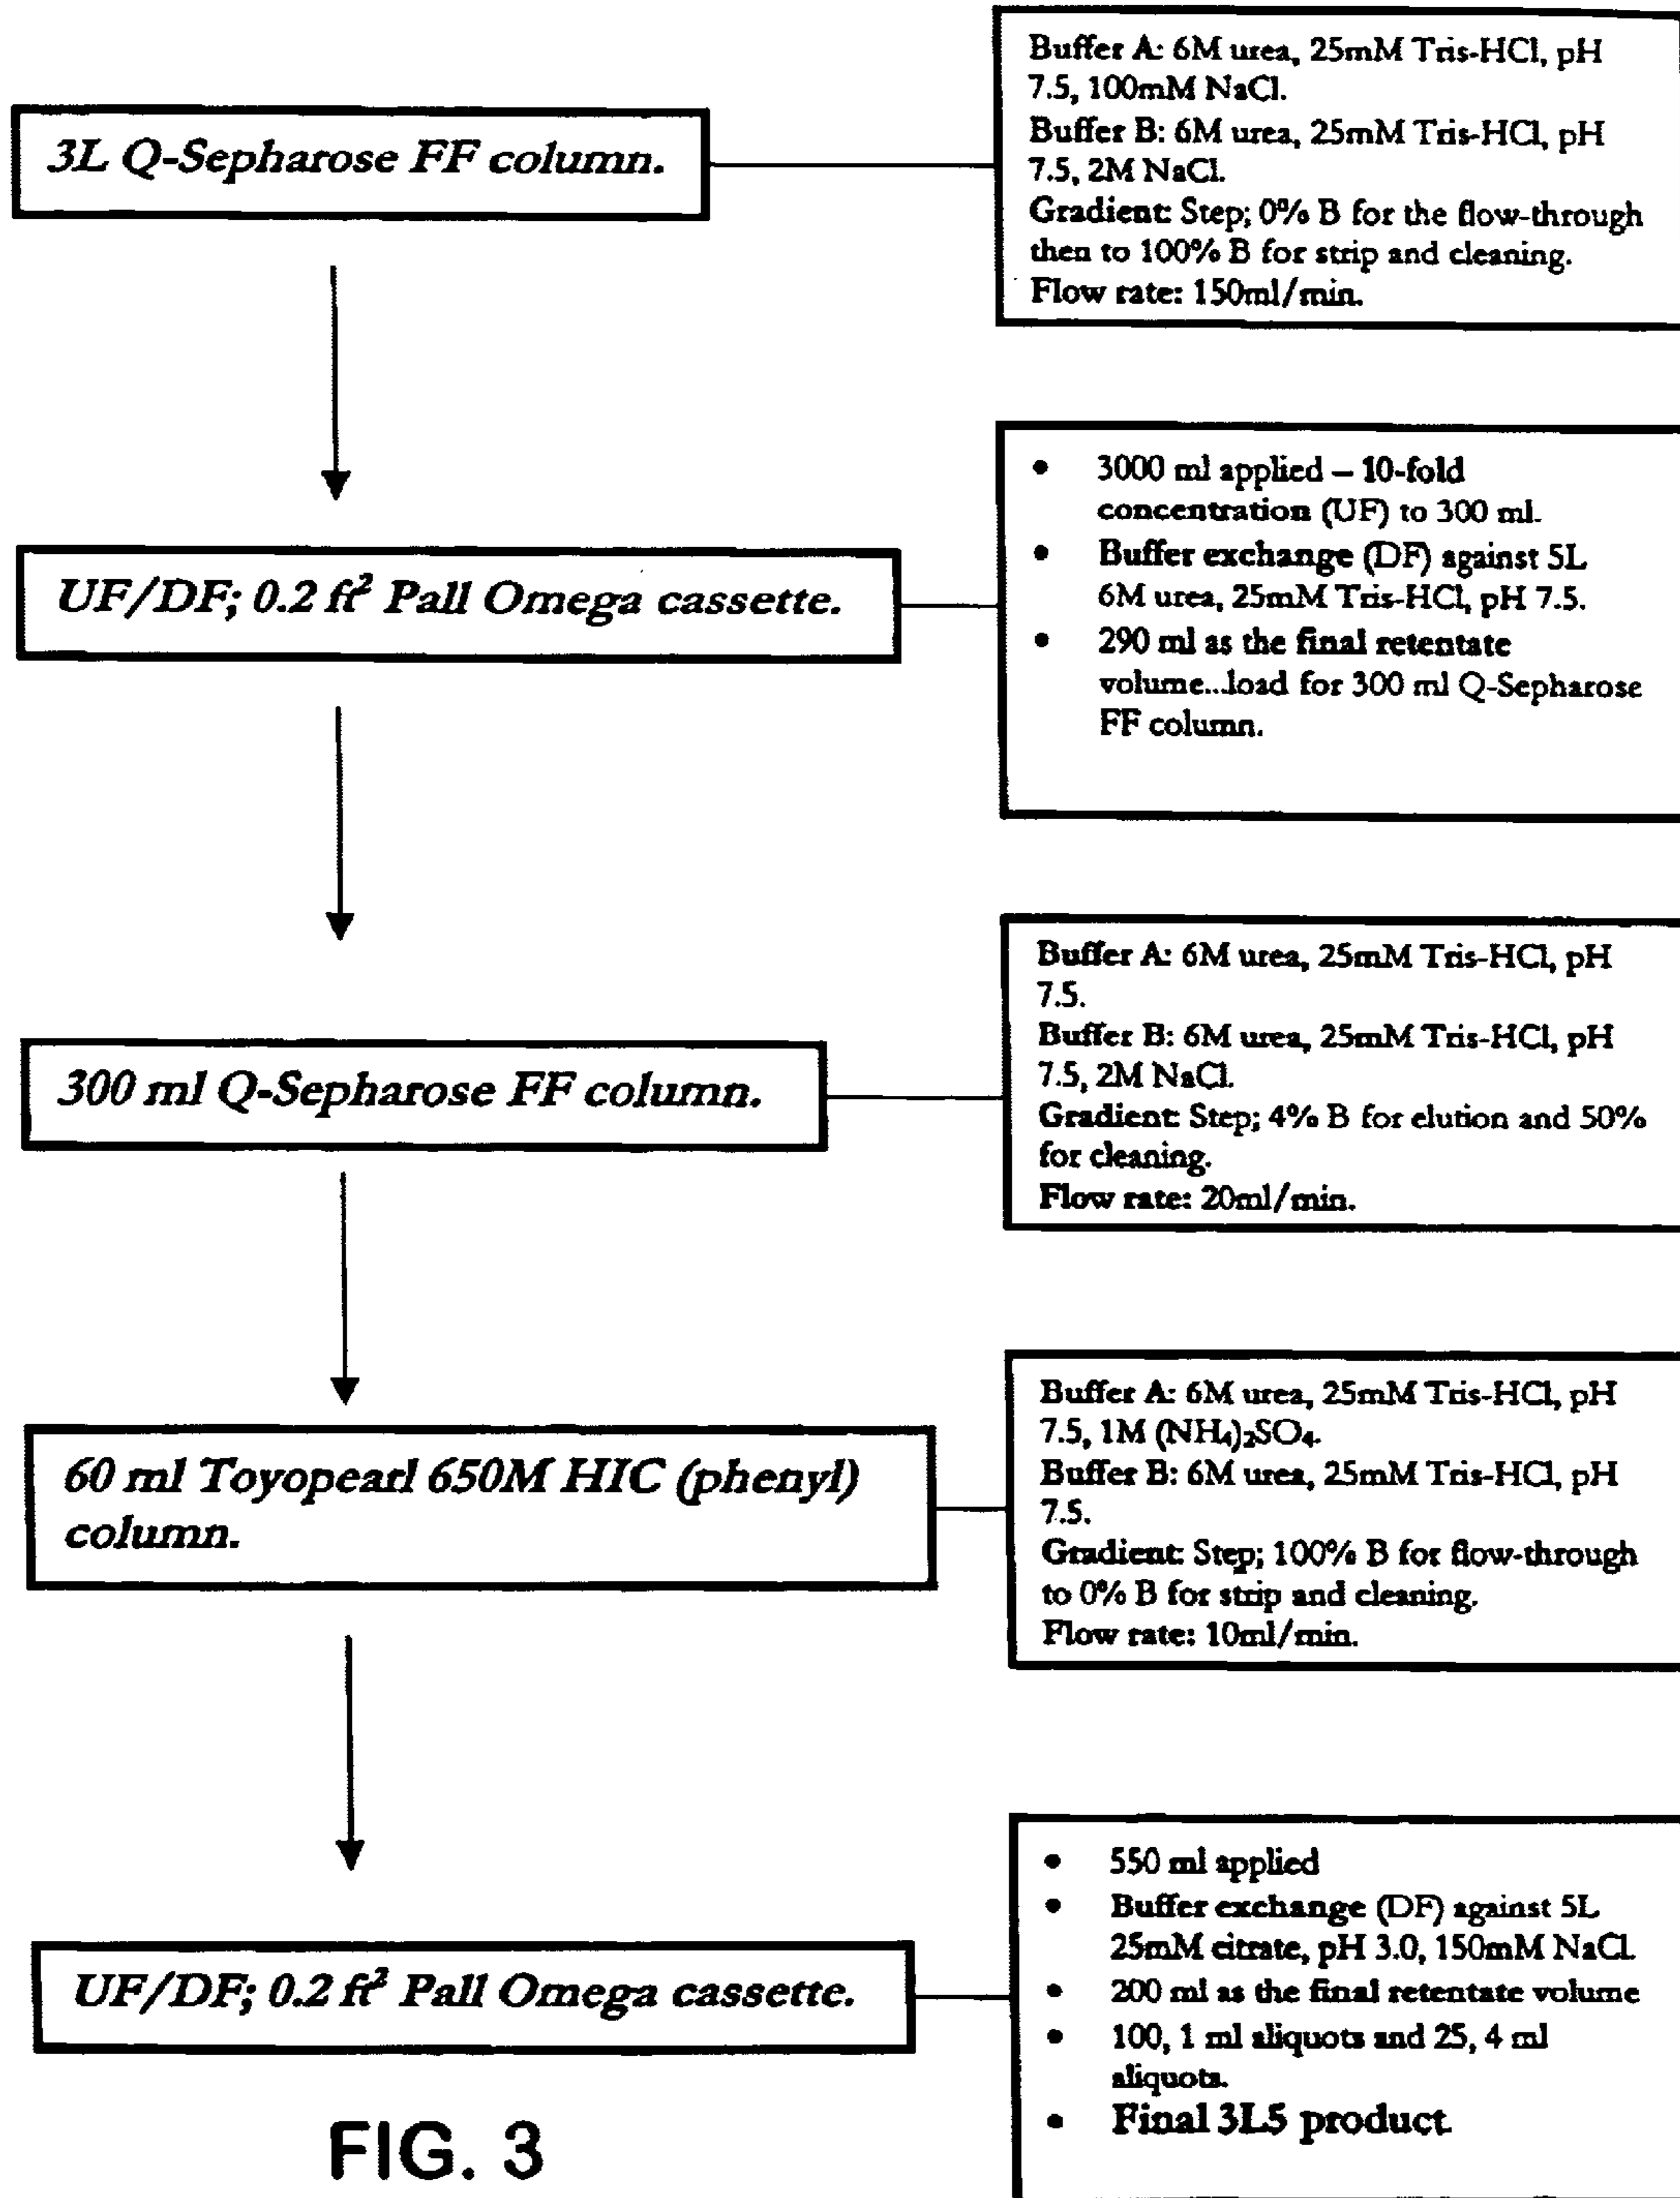 3L Q-Sepharose FF column.
Buffer A: 6M urea, 25mM Tris-HCl, pH
7.5, 100mM NaCl.
Buffer B: 6M urea, 25mM Tris-HCl, pH
7.5, 2M NaCl.
Gradient: Step; 0% B for the flow-through
then to 100% B for strip and cleaning.
Flow rate: 150ml/min.
UF/DF; 0.2 ft² Pall Omega cassette.
• 3000 ml applied – 10-fold
concentration (UF) to 300 ml.
• Buffer exchange (DF) against 5L
6M urea, 25mM Tris-HCl, pH 7.5.
• 290 ml as the final retentate
volume...load for 300 ml Q-Sepharose
FF column.
300 ml Q-Sepharose FF column.
Buffer A: 6M urea, 25mM Tris-HCl, pH
7.5.
Buffer B: 6M urea, 25mM Tris-HCl, pH
7.5, 2M NaCl.
Gradient: Step; 4% B for elution and 50%
for cleaning.
Flow rate: 20ml/min.
60 ml Toyopearl 650M HIC (phenyl)
column.
Buffer A: 6M urea, 25mM Tris-HCl, pH
7.5, 1M (NH₄)₂SO₄.
Buffer B: 6M urea, 25mM Tris-HCl, pH
7.5.
Gradient: Step; 100% B for flow-through
to 0% B for strip and cleaning.
Flow rate: 10ml/min.
UF/DF; 0.2 ft² Pall Omega cassette.
• 550 ml applied
• Buffer exchange (DF) against 5L
25mM citrate, pH 3.0, 150mM NaCl.
• 200 ml as the final retentate volume
• 100, 1 ml aliquots and 25, 4 ml
aliquots.
• Final 3L5 product
FIG. 3